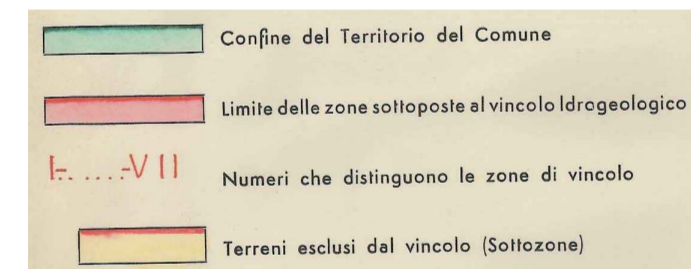 Confine del Territorio del Comune
Limite delle zone sottoposte al vincolo Idrogeologico
I-. . . . .-VII Numeri che distinguono le zone di vincolo
Terreni esclusi dal vincolo (Sottozone)